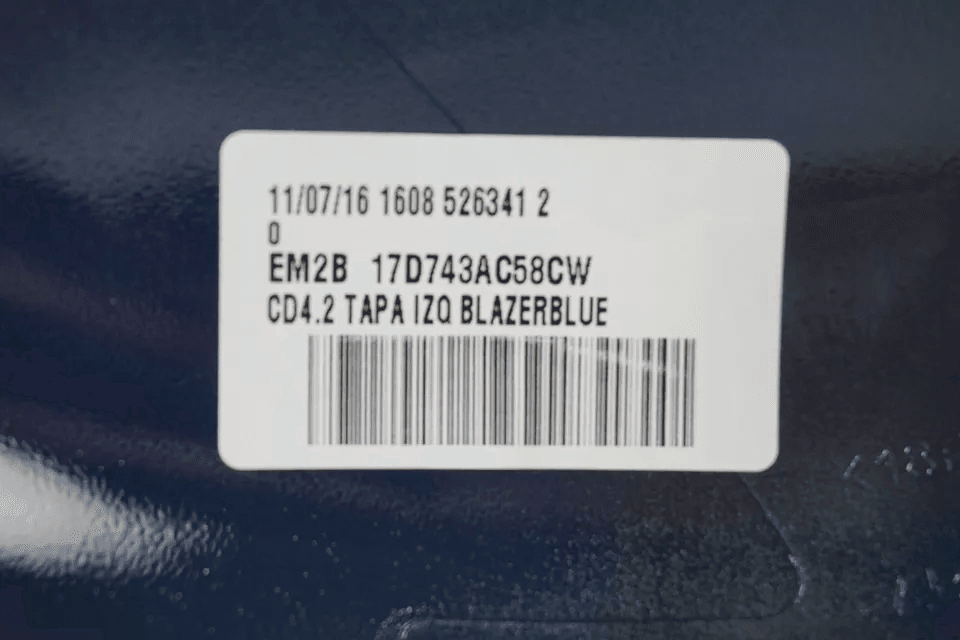 11/07/16 1608 526341 2
0
EM2B 17D743AC58CW
CD4.2 TAPA IZQ BLAZERBLUE